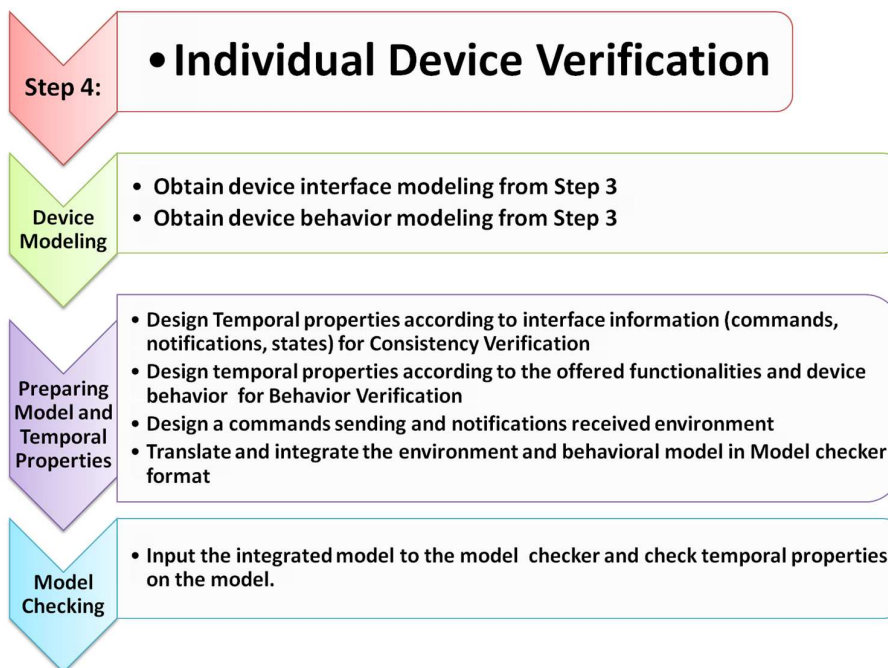 Step 4:
• Individual Device Verification
Device
Modeling
• Obtain device interface modeling from Step 3
• Obtain device behavior modeling from Step 3
Preparing
Model and
Temporal
Properties
• Design Temporal properties according to interface information (commands,
notifications, states) for Consistency Verification
• Design temporal properties according to the offered functionalities and device
behavior for Behavior Verification
• Design a commands sending and notifications received environment
• Translate and integrate the environment and behavioral model in Model checker
format
Model
Checking
• Input the integrated model to the model checker and check temporal properties
on the model.